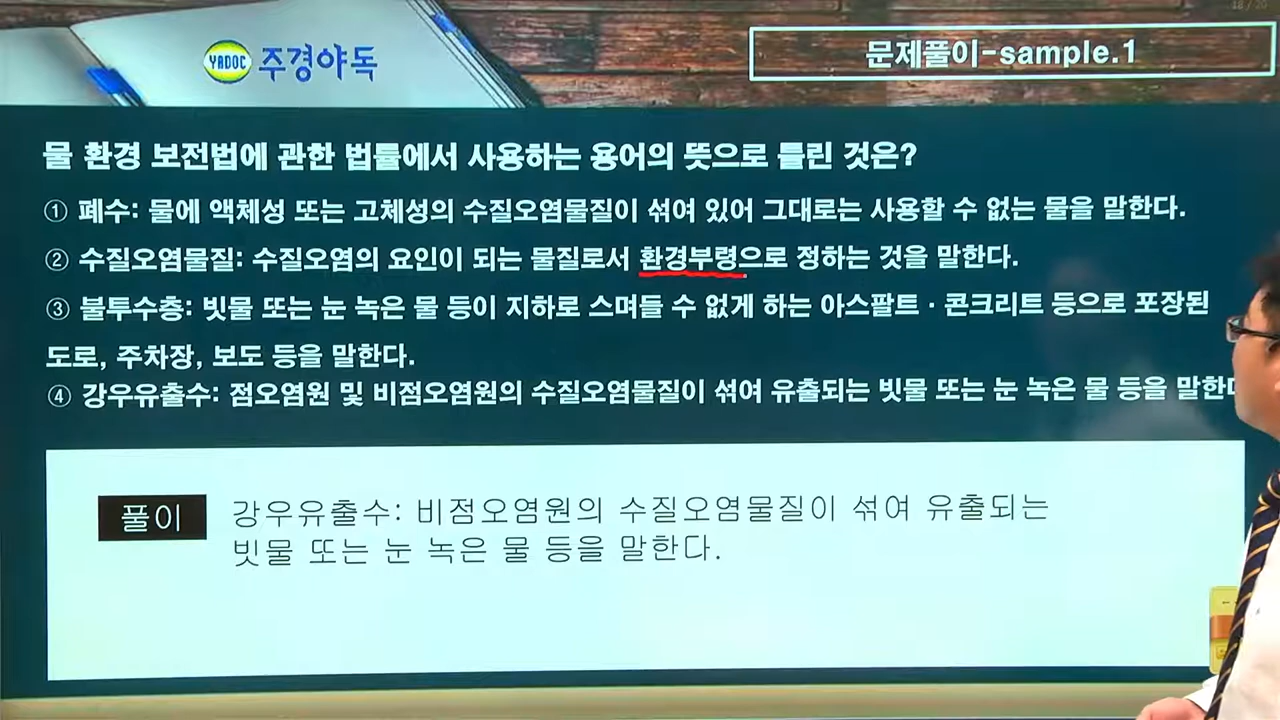 18 / 20
YADOC 주경야독
문제풀이-sample.1
물 환경 보전법에 관한 법률에서 사용하는 용어의 뜻으로 틀린 것은?
① 폐수: 물에 액체성 또는 고체성의 수질오염물질이 섞여 있어 그대로는 사용할 수 없는 물을 말한다.
② 수질오염물질: 수질오염의 요인이 되는 물질로서 환경부령으로 정하는 것을 말한다.
③ 불투수층: 빗물 또는 눈 녹은 물 등이 지하로 스며들 수 없게 하는 아스팔트 · 콘크리트 등으로 포장된
도로, 주차장, 보도 등을 말한다.
④ 강우유출수: 점오염원 및 비점오염원의 수질오염물질이 섞여 유출되는 빗물 또는 눈 녹은 물 등을 말한
풀이 강우유출수: 비점오염원의 수질오염물질이 섞여 유출되는
빗물 또는 눈 녹은 물 등을 말한다.